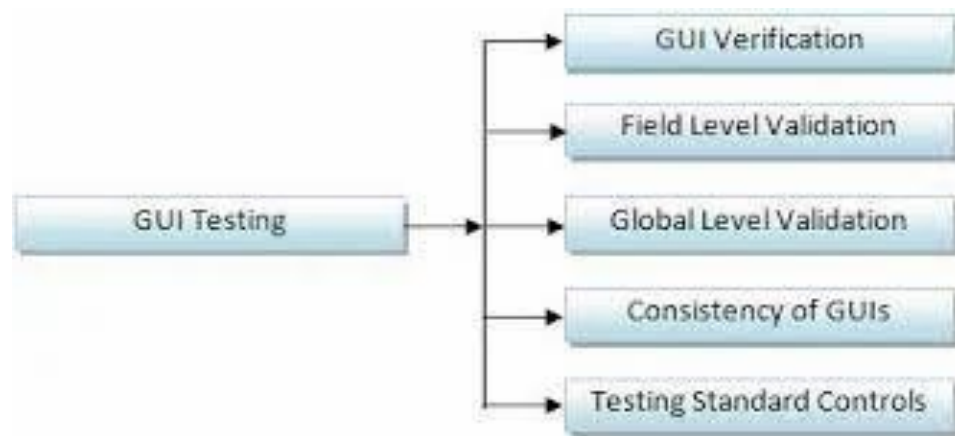 GUI Verification
Field Level Validation
GUI Testing
Global Level Validation
Consistency of GUIs
Testing Standard Controls